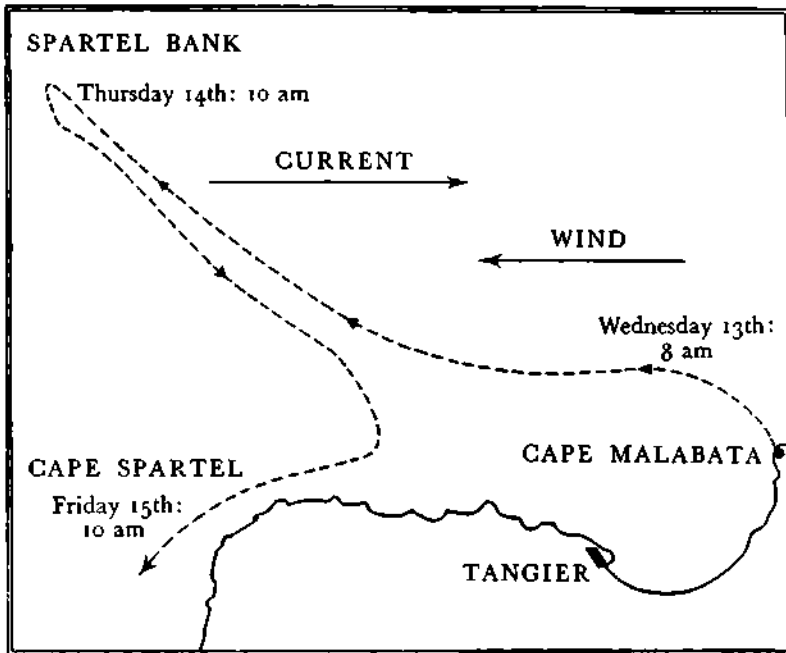 SPARTEL BANK
Thursday 14th: 10 am
CURRENT
WIND
Wednesday 13th:
8 am
CAPE MALABATA
CAPE SPARTEL
Friday 15th:
10 am
TANGIER